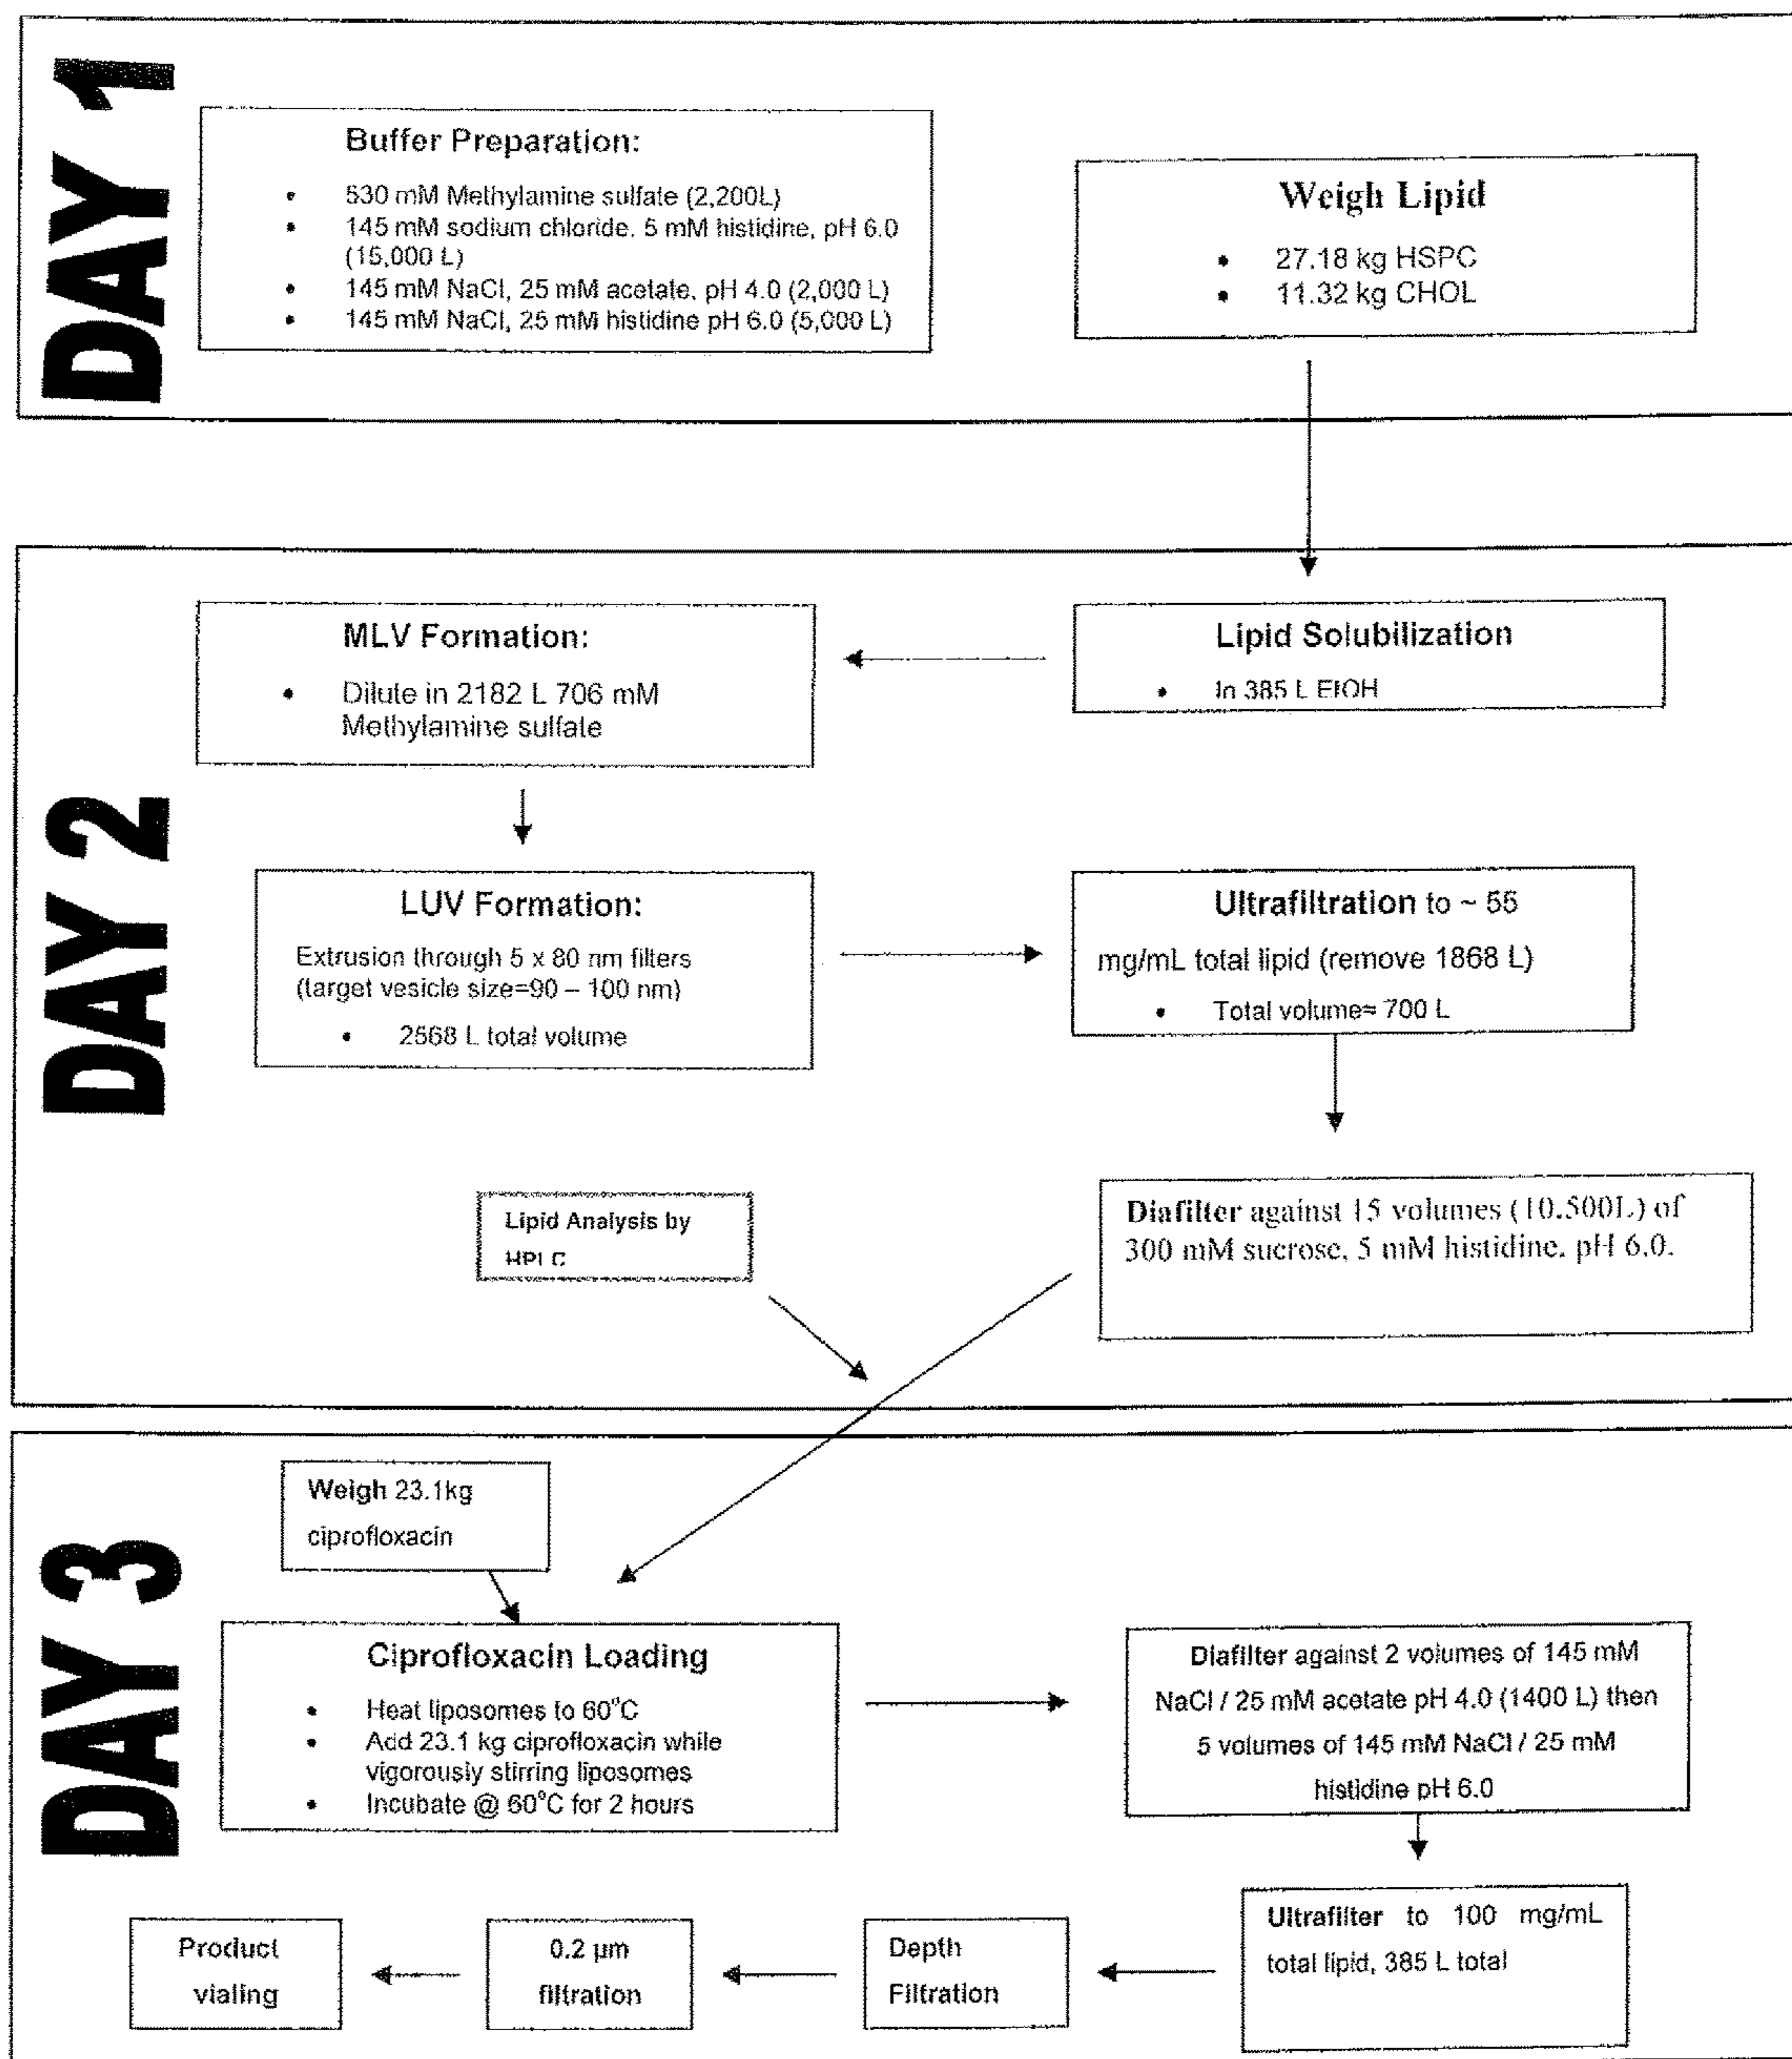 DAY 1
Buffer Preparation:
• 530 mM Methylamine sulfate (2,200L)
• 145 mM sodium chloride. 5 mM histidine, pH 6.0
(15,000 L)
• 145 mM NaCl, 25 mM acetate, pH 4.0 (2,000 L)
• 145 mM NaCl, 25 mM histidine pH 6.0 (5,000 L)
Weigh Lipid
• 27.18 kg HSPC
• 11.32 kg CHOL
DAY 2
MLV Formation:
• Dilute in 2182 L 706 mM
Methylamine sulfate
Lipid Solubilization
• In 385 L EtOH
LUV Formation:
Extrusion through 5 x 80 nm filters
(target vesicle size=90 – 100 nm)
• 2568 L total volume
Ultrafiltration to ~ 55
mg/mL total lipid (remove 1868 L)
• Total volume= 700 L
Lipid Analysis by
HPLC
Diafilter against 15 volumes (10.500L) of
300 mM sucrose, 5 mM histidine. pH 6.0.
DAY 3
Weigh 23.1kg
ciprofloxacin
Ciprofloxacin Loading
• Heat liposomes to 60°C
• Add 23.1 kg ciprofloxacin while
vigorously stirring liposomes
• Incubate @ 60°C for 2 hours
Diafilter against 2 volumes of 145 mM
NaCl / 25 mM acetate pH 4.0 (1400 L) then
5 volumes of 145 mM NaCl / 25 mM
histidine pH 6.0
Ultrafilter to 100 mg/mL
total lipid, 385 L total
Depth
Filtration
0.2 µm
filtration
Product
vialing